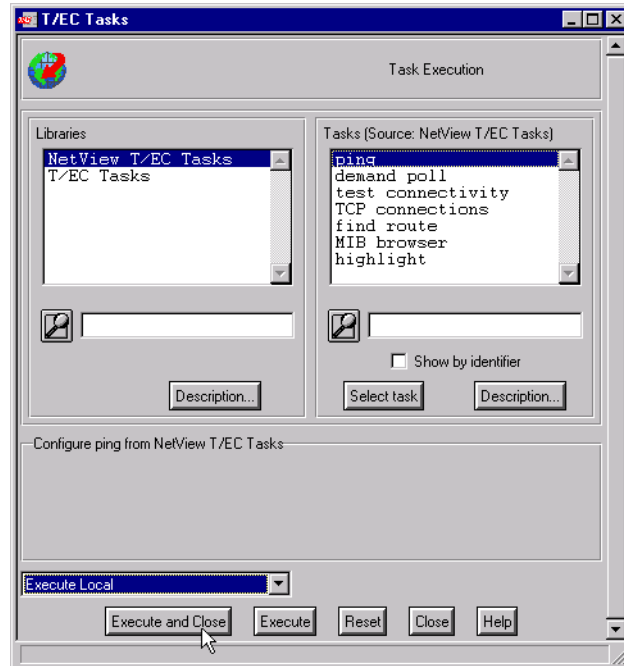 T/EC Tasks
Task Execution
Libraries
NetView T/EC Tasks
T/EC Tasks
Description...
Tasks (Source: NetView T/EC Tasks)
ping
demand poll
test connectivity
TCP connections
find route
MIB browser
highlight
Show by identifier
Select task
Description...
Configure ping from NetView T/EC Tasks
Execute Local
Execute and Close
Execute
Reset
Close
Help